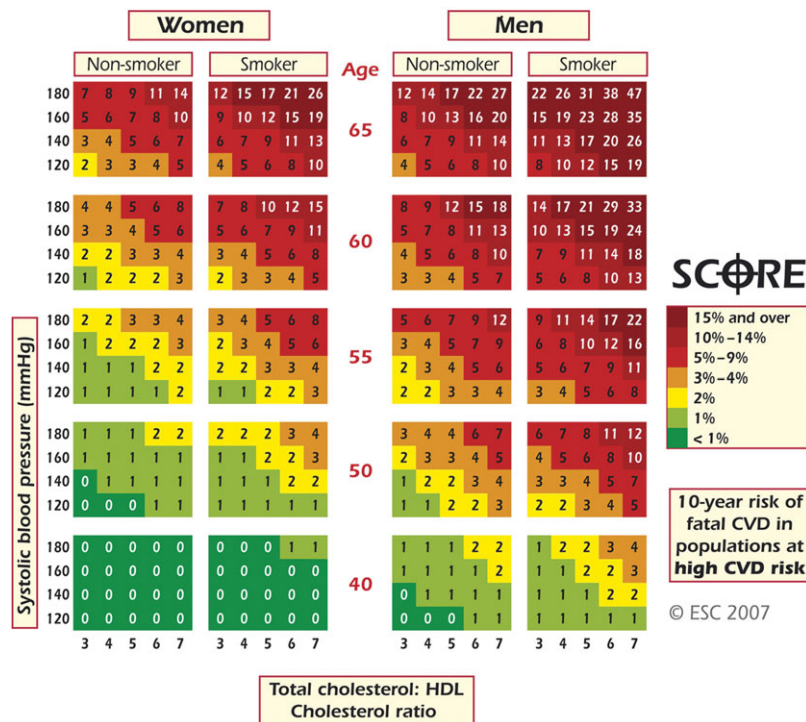 Women Men
Non-smoker Smoker Age Non-smoker Smoker
180 7 8 9 11 14 12 15 17 21 26 12 14 17 22 27 22 26 31 38 47
160 5 6 7 8 10 9 10 12 15 19 8 10 13 16 20 15 19 23 28 35
65
140 3 4 5 6 7 6 7 9 11 13 6 7 9 11 14 11 13 17 20 26
120 2 3 3 4 5 4 5 6 8 10 4 5 6 8 10 8 10 12 15 19
180 4 4 5 6 8 7 8 10 12 15 8 9 12 15 18 14 17 21 29 33
160 3 3 4 5 6 5 6 7 9 11 5 7 8 11 13 10 13 15 19 24
60
140 2 2 3 3 4 3 4 5 6 8 4 5 6 8 10 7 9 11 14 18
120 1 2 2 2 3 2 3 3 4 5 3 3 4 5 7 5 6 8 10 13
180 2 2 3 3 4 3 4 5 6 8 5 6 7 9 12 9 11 14 17 22
160 1 2 2 2 3 2 3 4 5 6 3 4 5 7 9 6 8 10 12 16
55
140 1 1 1 2 2 2 2 3 3 4 2 3 4 5 6 5 6 7 9 11
120 1 1 1 1 2 1 1 2 2 3 2 2 3 3 4 3 4 5 6 8
180 1 1 1 2 2 2 2 2 3 4 3 4 4 6 7 6 7 8 11 12
160 1 1 1 1 1 1 1 2 2 3 2 3 3 4 5 4 5 6 8 10
50
140 0 1 1 1 1 1 1 1 2 2 1 2 2 3 4 3 3 4 5 7
120 0 0 0 1 1 1 1 1 1 1 1 1 2 2 3 2 2 3 4 5
180 0 0 0 0 0 0 0 0 1 1 1 1 1 2 2 1 2 2 3 4
160 0 0 0 0 0 0 0 0 0 0 1 1 1 1 2 1 1 2 2 3
40
140 0 0 0 0 0 0 0 0 0 0 0 1 1 1 1 1 1 1 2 2
120 0 0 0 0 0 0 0 0 0 0 0 0 0 1 1 1 1 1 1 1
3 4 5 6 7 3 4 5 6 7 3 4 5 6 7 3 4 5 6 7
Systolic blood pressure (mmHg)
Total cholesterol: HDL
Cholesterol ratio
SCORE
15% and over
10%–14%
5%–9%
3%–4%
2%
1%
< 1%
10-year risk of
fatal CVD in
populations at
high CVD risk
© ESC 2007